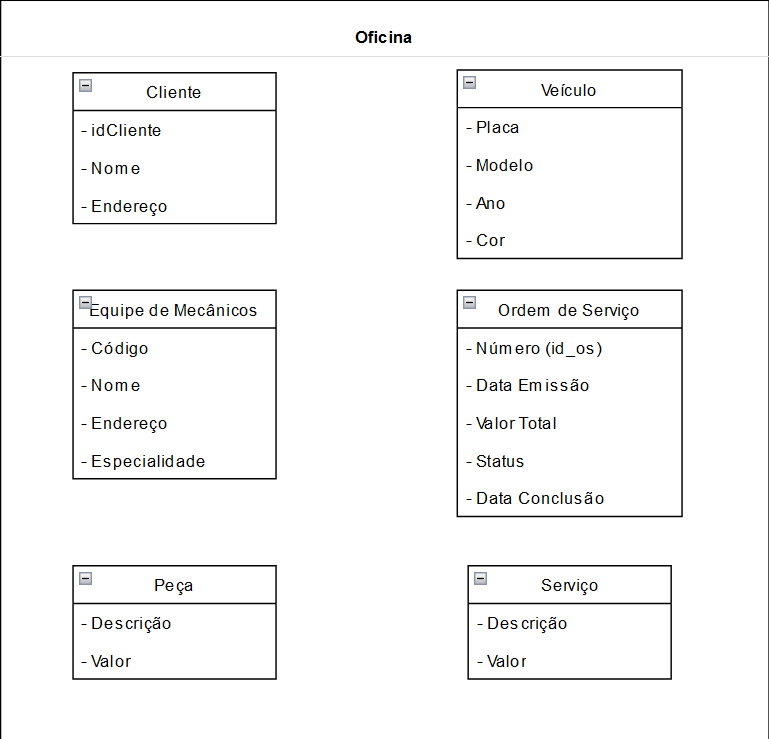 Oficina
Cliente
- idCliente
- Nome
- Endereço
Veículo
- Placa
- Modelo
- Ano
- Cor
Equipe de Mecânicos
- Código
- Nome
- Endereço
- Especialidade
Ordem de Serviço
- Número (id_os)
- Data Emissão
- Valor Total
- Status
- Data Conclusão
Peça
- Descrição
- Valor
Serviço
- Descrição
- Valor